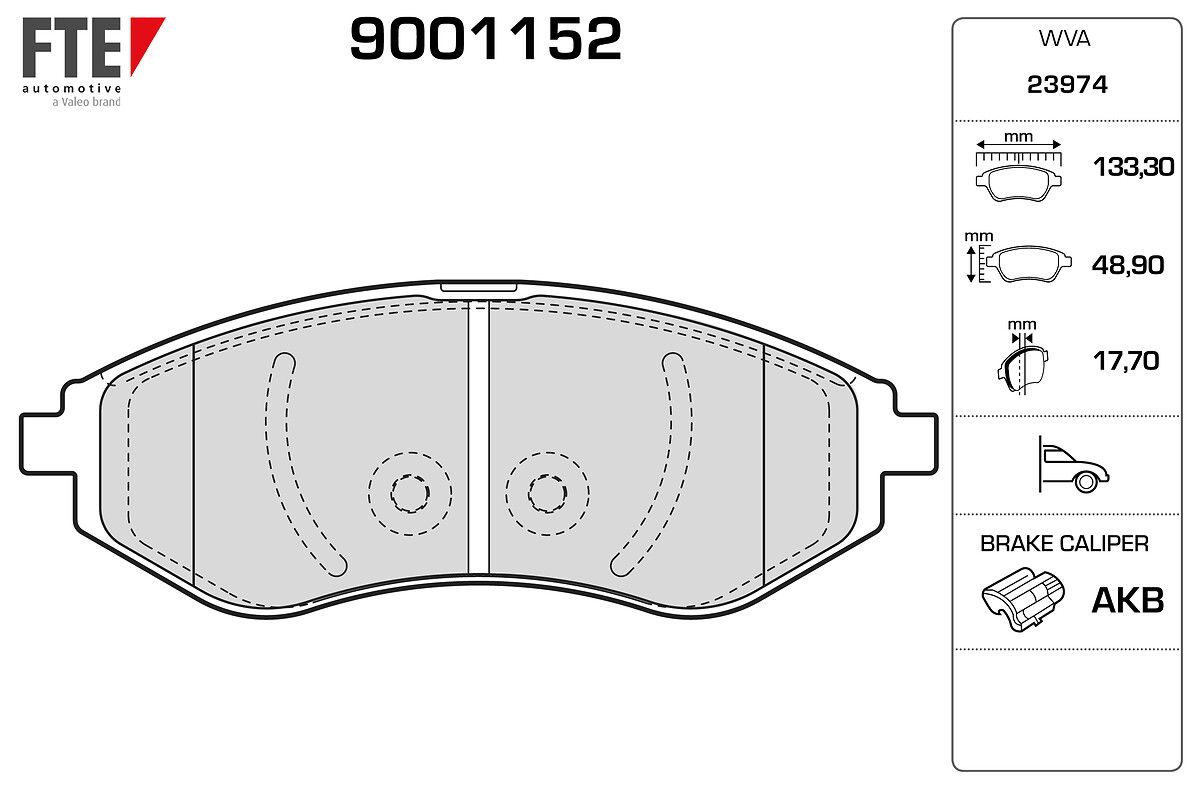 FTE
automotive
a Valeo brand
9001152
WVA
23974
mm
133,30
mm
48,90
mm
17,70
BRAKE CALIPER
AKB